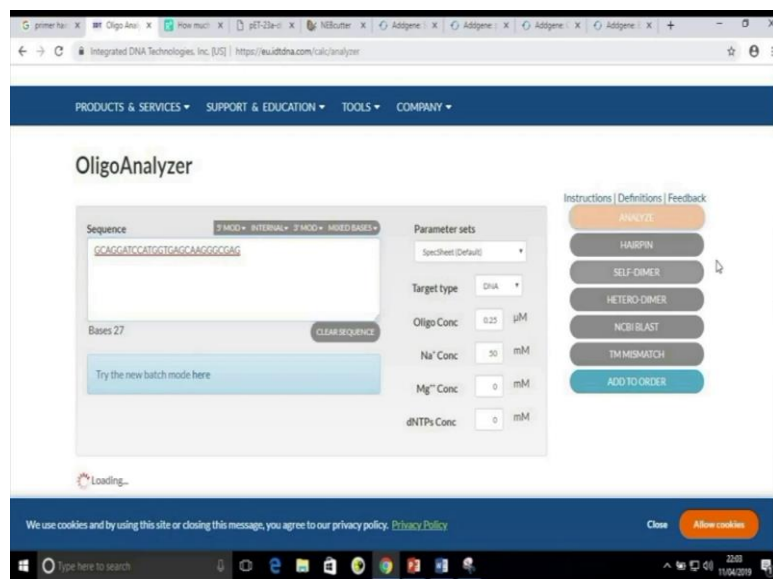 primer ha
Oligo Anal
How much
pET-23a-d
NEBcutter
Addgene:
Addgene:
Addgene:
Addgene:
Integrated DNA Technologies, Inc. [US] | https://eu.idtdna.com/calc/analyzer
PRODUCTS & SERVICES
SUPPORT & EDUCATION
TOOLS
COMPANY
OligoAnalyzer
Instructions | Definitions | Feedback
Sequence
5' MOD INTERNAL 3' MOD MIXED BASES
GCAGGATCCATGGTGAGCAAGGGCGAG
Bases 27
CLEAR SEQUENCE
Try the new batch mode here
Parameter sets
SpecSheet (Default)
Target type DNA
Oligo Conc 0.25 µM
Na⁺ Conc 50 mM
Mg⁺⁺ Conc 0 mM
dNTPs Conc 0 mM
ANALYZE
HAIRPIN
SELF-DIMER
HETERO-DIMER
NCBI BLAST
TM MISMATCH
ADD TO ORDER
Loading...
We use cookies and by using this site or closing this message, you agree to our privacy policy. Privacy Policy
Close
Allow cookies
Type here to search
22:03
11/04/2019